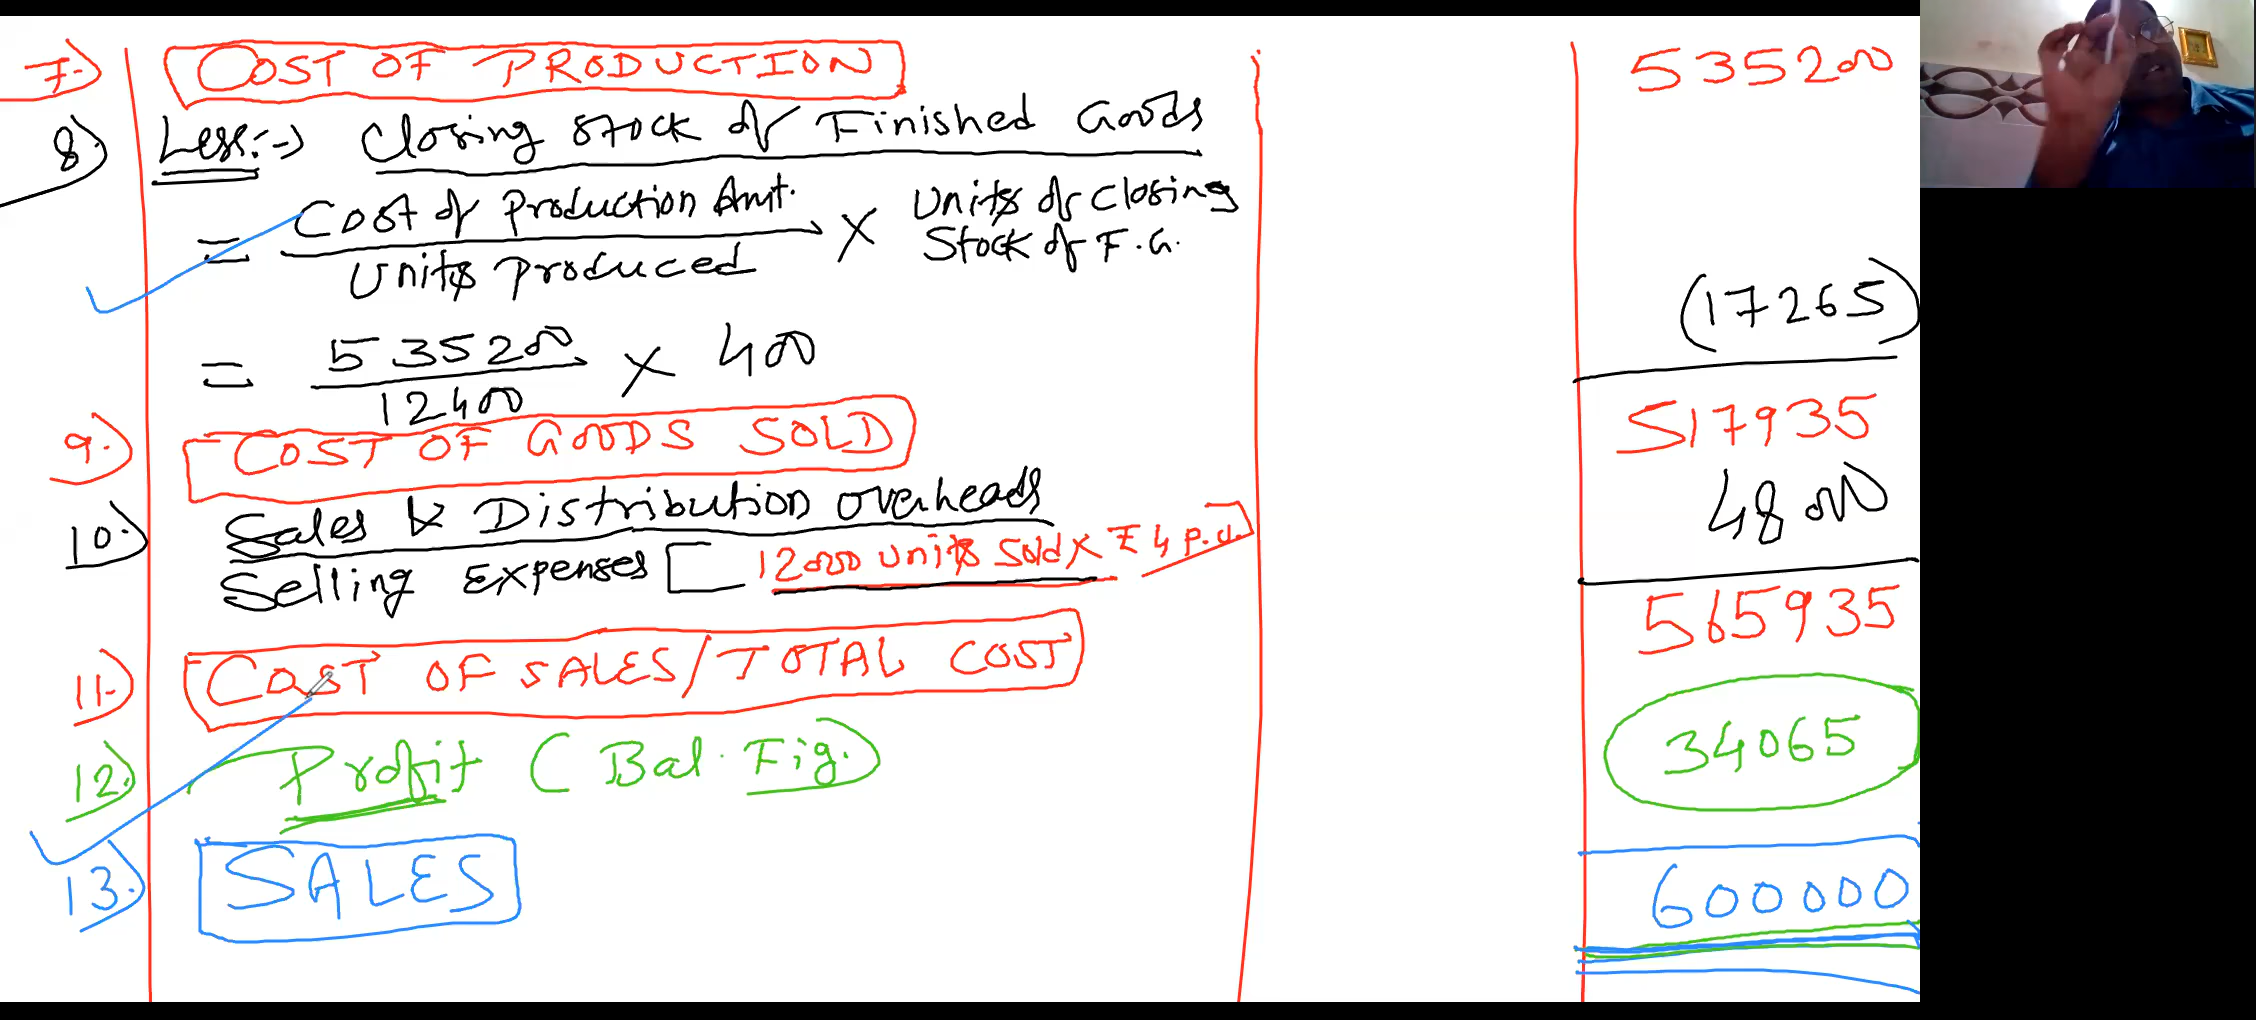 7.) COST OF PRODUCTION 535200
8) Less:-> Closing Stock of Finished Goods
= Cost of Production Amt. / Units Produced X Units of Closing Stock of F.G. (17265)
= 535200 / 12400 X 400
9.) COST OF GOODS SOLD 517935
10.) Sales & Distribution Overheads 48000
Selling Expenses [12000 units sold X ₹ 4 p.u.]
11.) COST OF SALES/TOTAL COST 565935
12.) Profit (Bal. Fig.) 34065
13.) SALES 600000